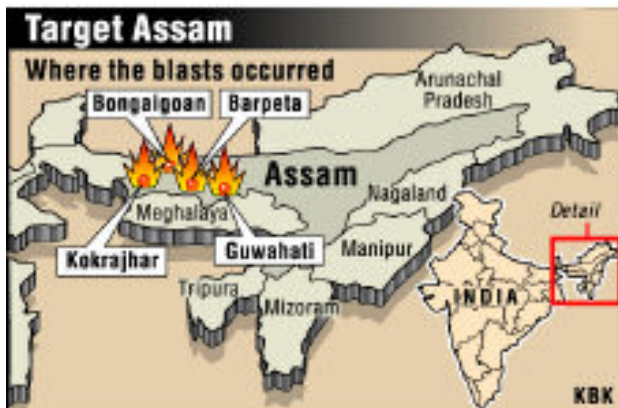 Target Assam
Where the blasts occurred
Bongaigoan
Barpeta
Arunachal
Pradesh
Assam
Nagaland
Meghalaya
Detail
Kokrajhar
Guwahati
Manipur
Tripura
Mizoram
INDIA
KBK